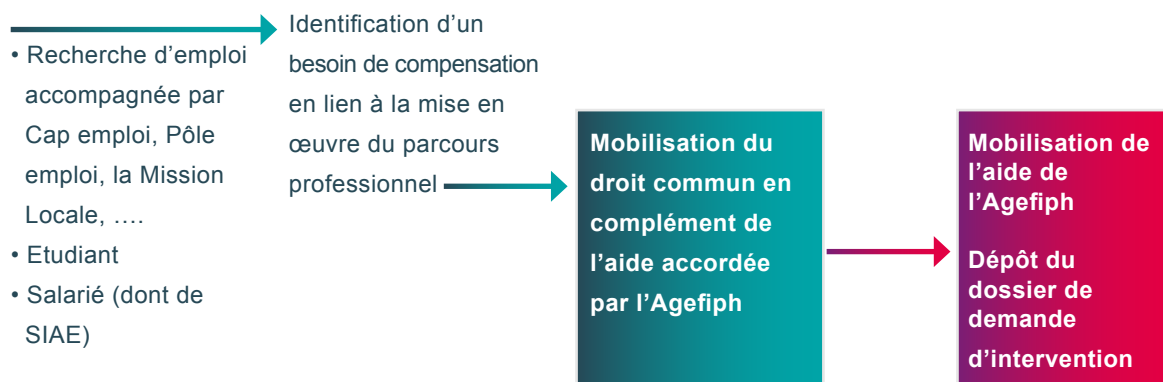 • Recherche d’emploi
accompagnée par
Cap emploi, Pôle
emploi, la Mission
Locale, ….
• Etudiant
• Salarié (dont de
SIAE)
Identification d’un
besoin de compensation
en lien à la mise en
œuvre du parcours
professionnel
Mobilisation du
droit commun en
complément de
l’aide accordée
par l’Agefiph
Mobilisation de
l’aide de
l’Agefiph
Dépôt du
dossier de
demande
d’intervention